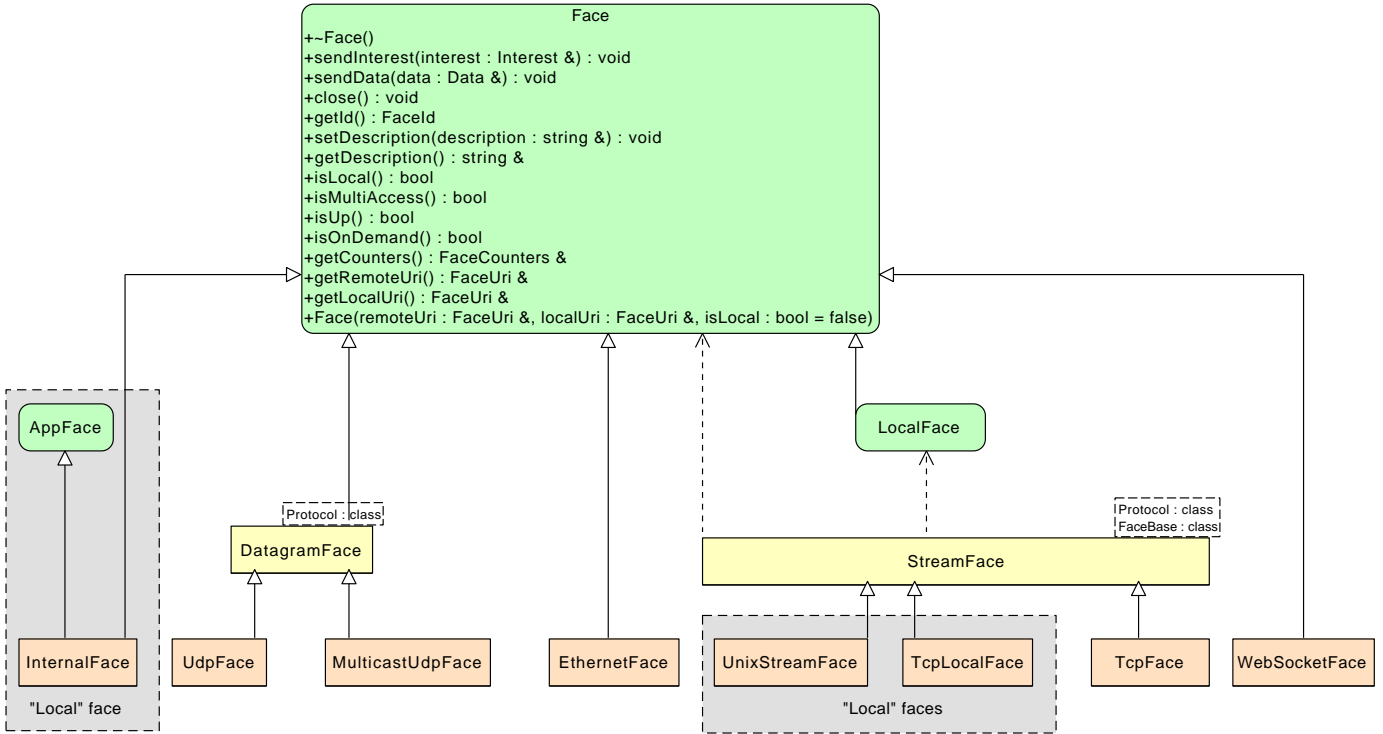 Face
+~Face()
+sendInterest(interest : Interest &) : void
+sendData(data : Data &) : void
+close() : void
+getId() : FaceId
+setDescription(description : string &) : void
+getDescription() : string &
+isLocal() : bool
+isMultiAccess() : bool
+isUp() : bool
+isOnDemand() : bool
+getCounters() : FaceCounters &
+getRemoteUri() : FaceUri &
+getLocalUri() : FaceUri &
+Face(remoteUri : FaceUri &, localUri : FaceUri &, isLocal : bool = false)
AppFace
LocalFace
Protocol : class
DatagramFace
Protocol : class
FaceBase : class
StreamFace
InternalFace
UdpFace
MulticastUdpFace
EthernetFace
UnixStreamFace
TcpLocalFace
TcpFace
WebSocketFace
"Local" face
"Local" faces